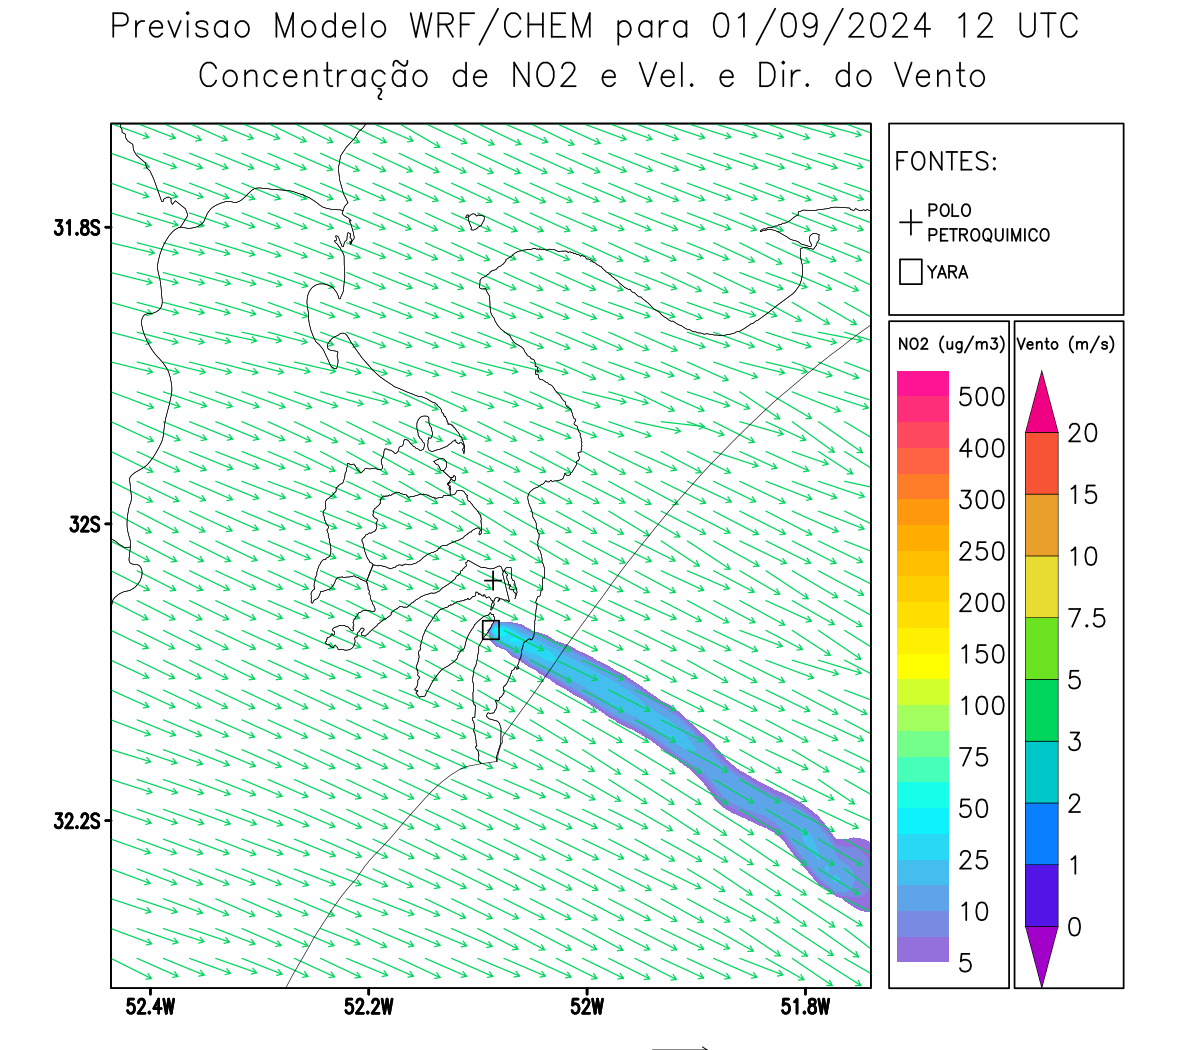 Previsao Modelo WRF/CHEM para 01/09/2024 12 UTC
Concentração de NO2 e Vel. e Dir. do Vento
FONTES:
POLO
PETROQUIMICO
YARA
31.8S
32S
32.2S
52.4W
52.2W
52W
51.8W
NO2 (ug/m3)
500
400
300
250
200
150
100
75
50
25
10
5
Vento (m/s)
20
15
10
7.5
5
3
2
1
0